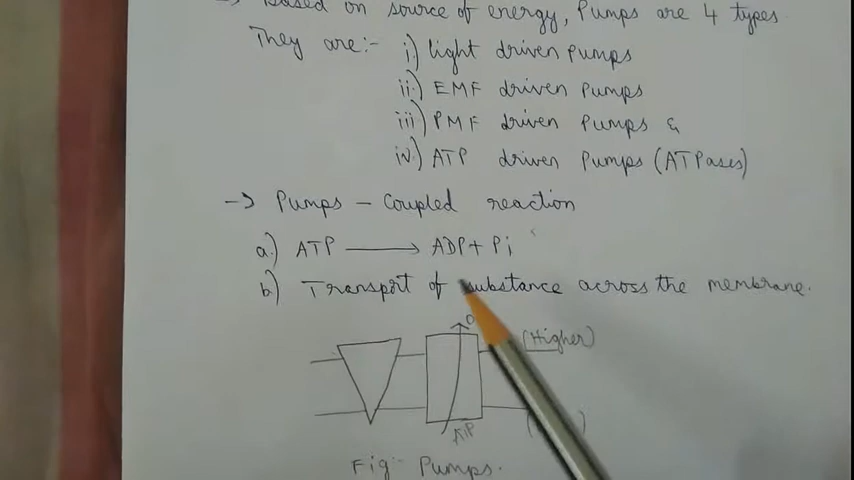 -> Based on source of energy, Pumps are 4 types
They are:- i) light driven pumps
ii) EMF driven Pumps
iii) PMF driven Pumps &
iv) ATP driven Pumps (ATPases)
-> Pumps - Coupled reaction
a) ATP ⟶ ADP + Pi
b) Transport of substance across the membrane.
(Higher)
ATP
Fig:- Pumps.